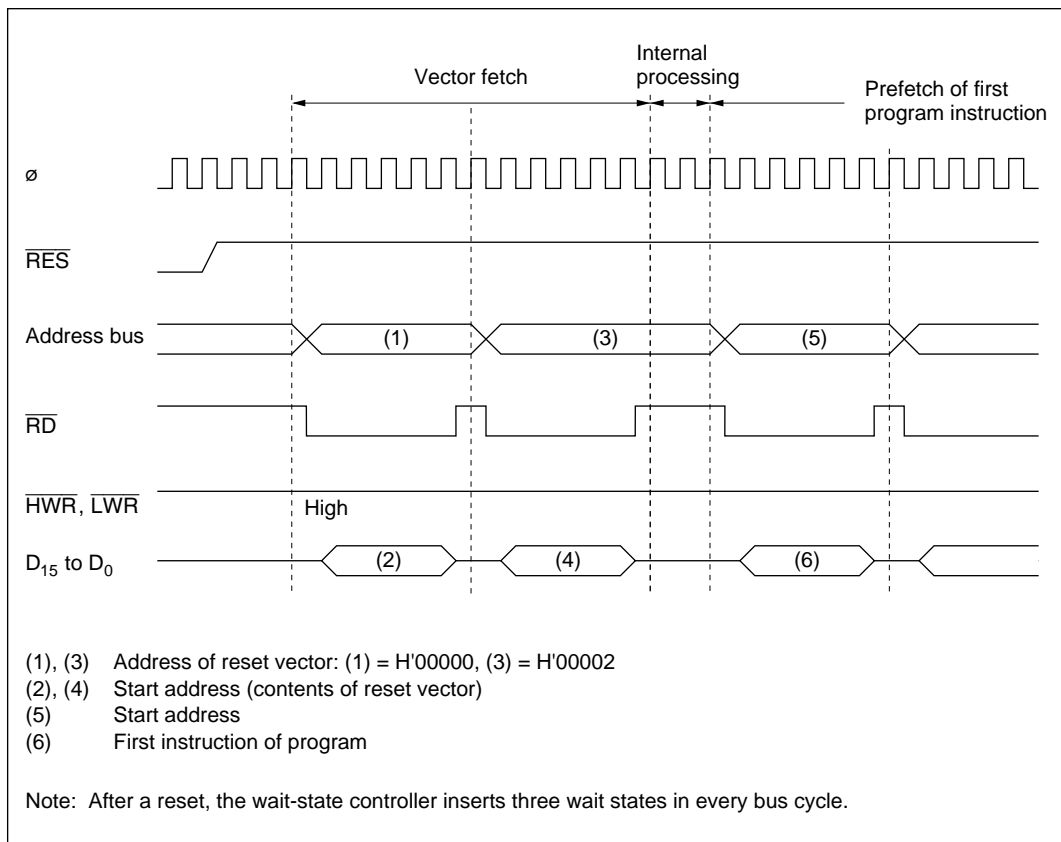 Internal
processing
Vector fetch
Prefetch of first
program instruction
ø
RES
Address bus
(1)
(3)
(5)
RD
HWR, LWR
High
D15 to D0
(2)
(4)
(6)
(1), (3) Address of reset vector: (1) = H'00000, (3) = H'00002
(2), (4) Start address (contents of reset vector)
(5) Start address
(6) First instruction of program
Note: After a reset, the wait-state controller inserts three wait states in every bus cycle.